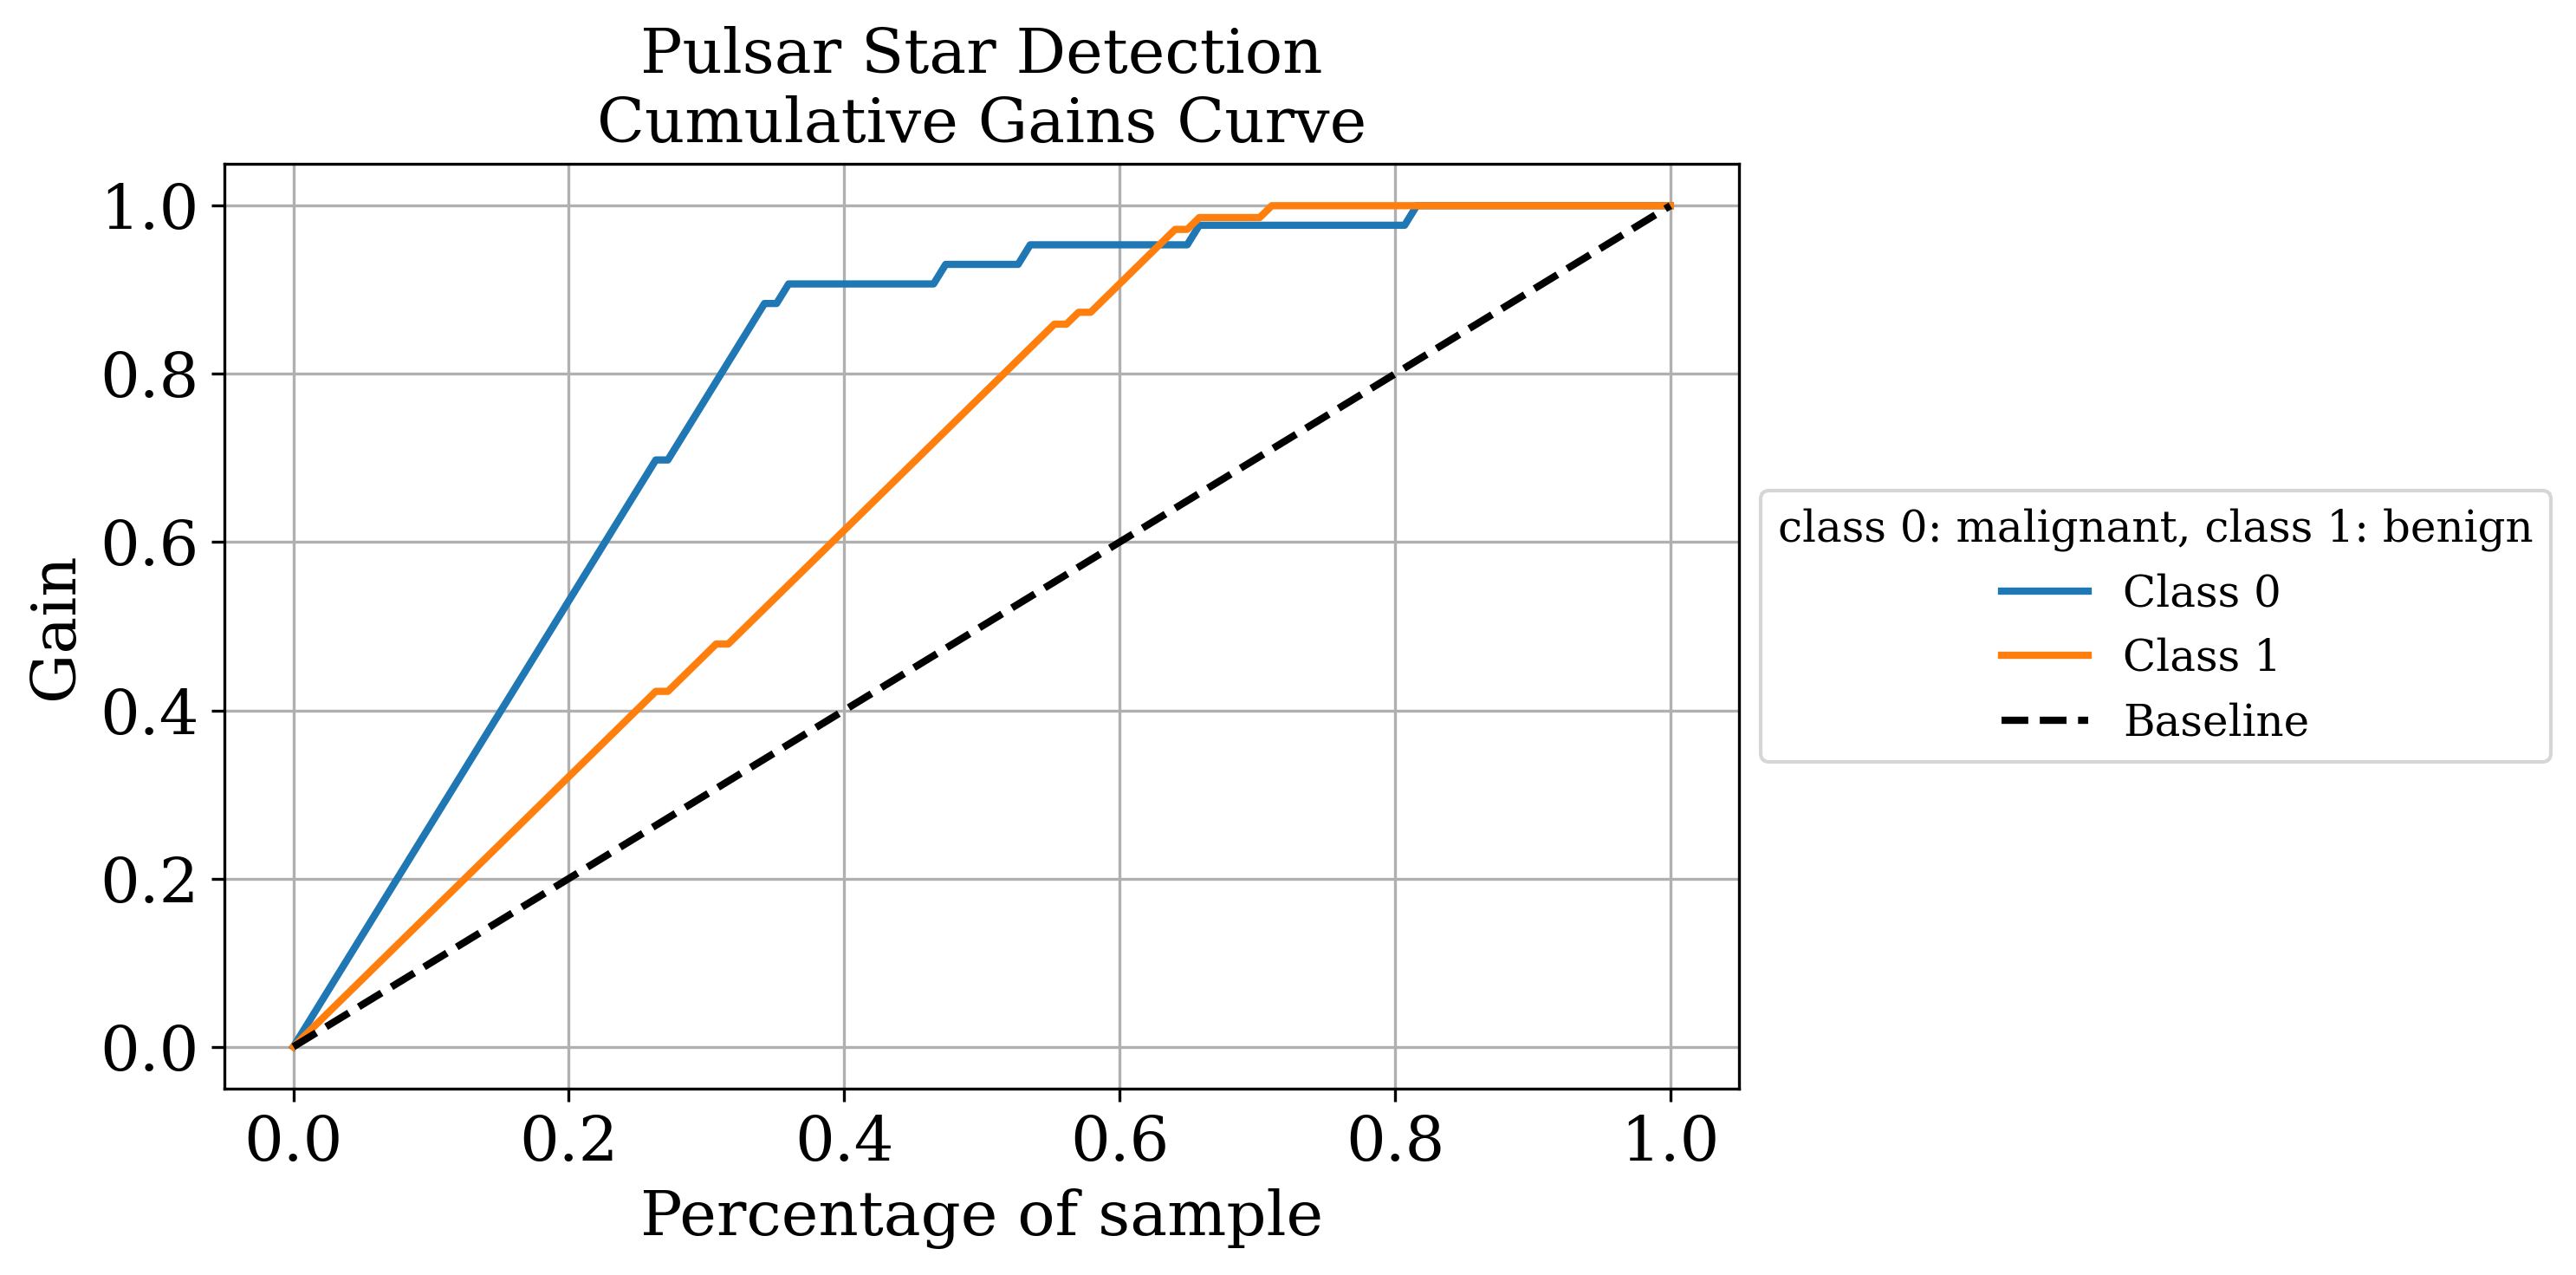 Pulsar Star Detection
Cumulative Gains Curve
1.0
0.8
0.6
0.4
0.2
0.0
Gain
0.0 0.2 0.4 0.6 0.8 1.0
Percentage of sample
class 0: malignant, class 1: benign
Class 0
Class 1
Baseline